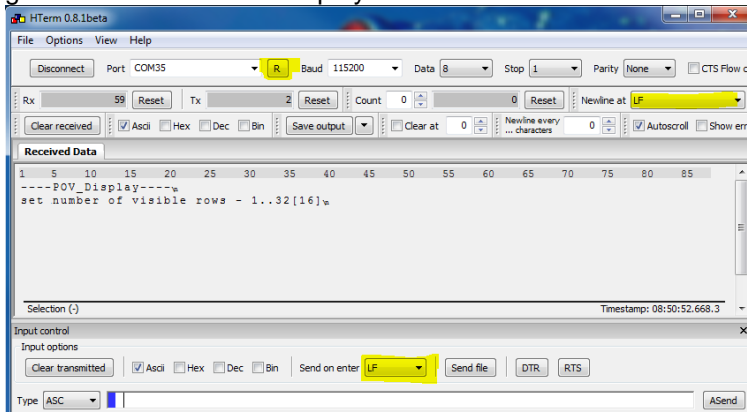 HTerm 0.8.1beta
File Options View Help
Disconnect Port COM35 R Baud 115200 Data 8 Stop 1 Parity None CTS Flow
Rx 59 Reset Tx 2 Reset Count 0 0 Reset Newline at LF
Clear received Ascii Hex Dec Bin Save output Clear at 0 Newline every ... characters 0 Autoscroll Show
Received Data
1 5 10 15 20 25 30 35 40 45 50 55 60 65 70 75 80 85
----POV_Display----\n
set number of visible rows - 1..32[16]\n
Selection (-) Timestamp: 08:50:52.668.3
Input control
Input options
Clear transmitted Ascii Hex Dec Bin Send on enter LF Send file DTR RTS
Type ASC ASend